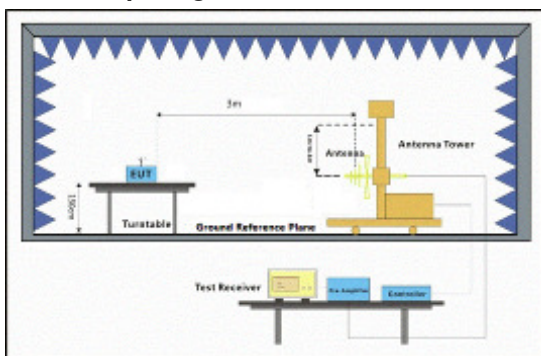 3m
Antenna
Antenna Tower
EUT
150cm
Turntable
Ground Reference Plane
Test Receiver
Pre-Amplifier
Controller